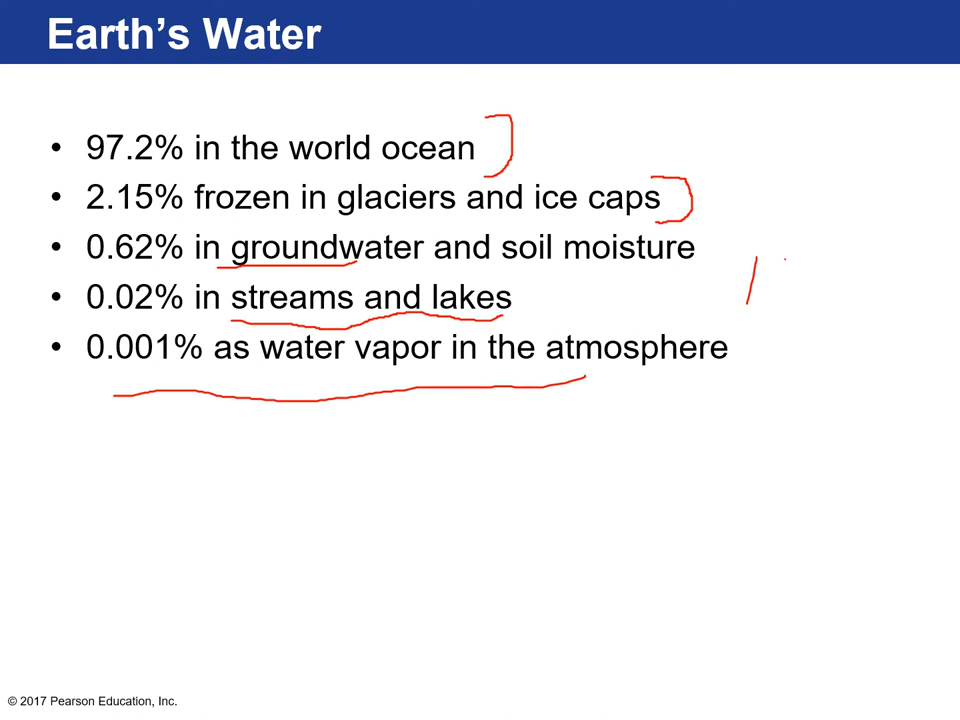 Earth's Water
• 97.2% in the world ocean
• 2.15% frozen in glaciers and ice caps
• 0.62% in groundwater and soil moisture
• 0.02% in streams and lakes
• 0.001% as water vapor in the atmosphere
© 2017 Pearson Education, Inc.